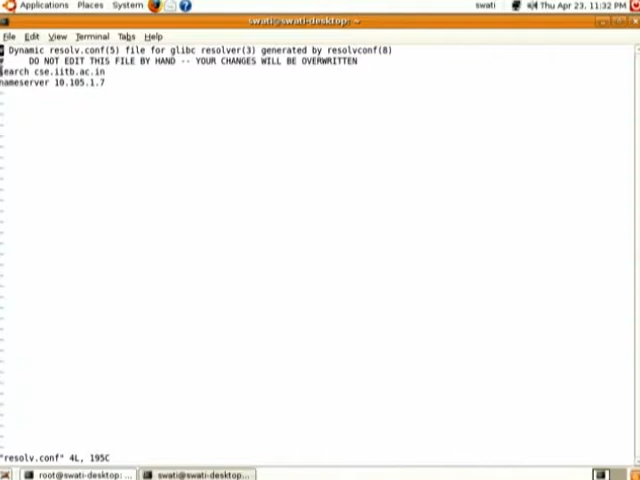 Applications Places System swati Thu Apr 23, 11:32 PM
swati@swati-desktop: ~
File Edit View Terminal Tabs Help
# Dynamic resolv.conf(5) file for glibc resolver(3) generated by resolvconf(8)
# DO NOT EDIT THIS FILE BY HAND -- YOUR CHANGES WILL BE OVERWRITTEN
search cse.iitb.ac.in
nameserver 10.105.1.7
"resolv.conf" 4L, 195C
root@swati-desktop: ... swati@swati-desktop...